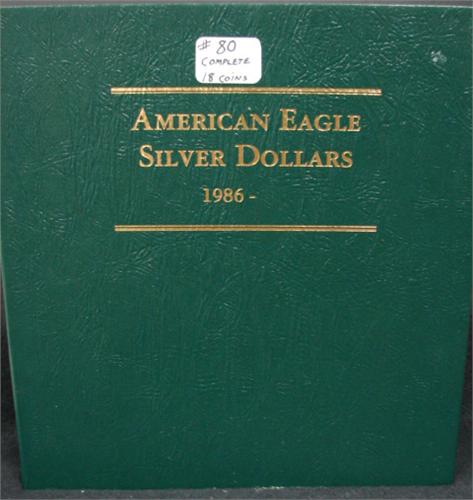 # 80
COMPLETE
18 COINS
AMERICAN EAGLE
SILVER DOLLARS
1986 -